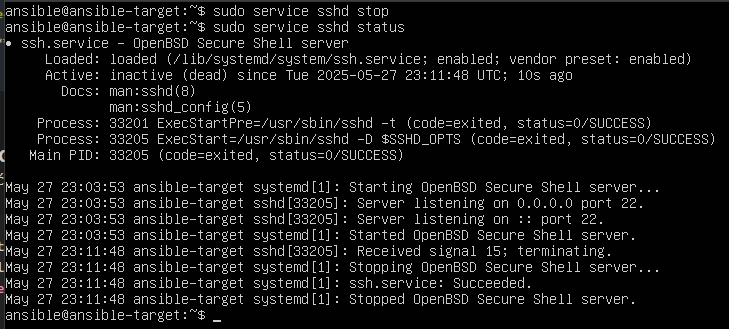 ansible@ansible-target:~$ sudo service sshd stop
ansible@ansible-target:~$ sudo service sshd status
● ssh.service - OpenBSD Secure Shell server
     Loaded: loaded (/lib/systemd/system/ssh.service; enabled; vendor preset: enabled)
     Active: inactive (dead) since Tue 2025-05-27 23:11:48 UTC; 10s ago
       Docs: man:sshd(8)
             man:sshd_config(5)
    Process: 33201 ExecStartPre=/usr/sbin/sshd -t (code=exited, status=0/SUCCESS)
    Process: 33205 ExecStart=/usr/sbin/sshd -D $SSHD_OPTS (code=exited, status=0/SUCCESS)
   Main PID: 33205 (code=exited, status=0/SUCCESS)

May 27 23:03:53 ansible-target systemd[1]: Starting OpenBSD Secure Shell server...
May 27 23:03:53 ansible-target sshd[33205]: Server listening on 0.0.0.0 port 22.
May 27 23:03:53 ansible-target sshd[33205]: Server listening on :: port 22.
May 27 23:03:53 ansible-target systemd[1]: Started OpenBSD Secure Shell server.
May 27 23:11:48 ansible-target sshd[33205]: Received signal 15; terminating.
May 27 23:11:48 ansible-target systemd[1]: Stopping OpenBSD Secure Shell server...
May 27 23:11:48 ansible-target systemd[1]: ssh.service: Succeeded.
May 27 23:11:48 ansible-target systemd[1]: Stopped OpenBSD Secure Shell server.
ansible@ansible-target:~$ _